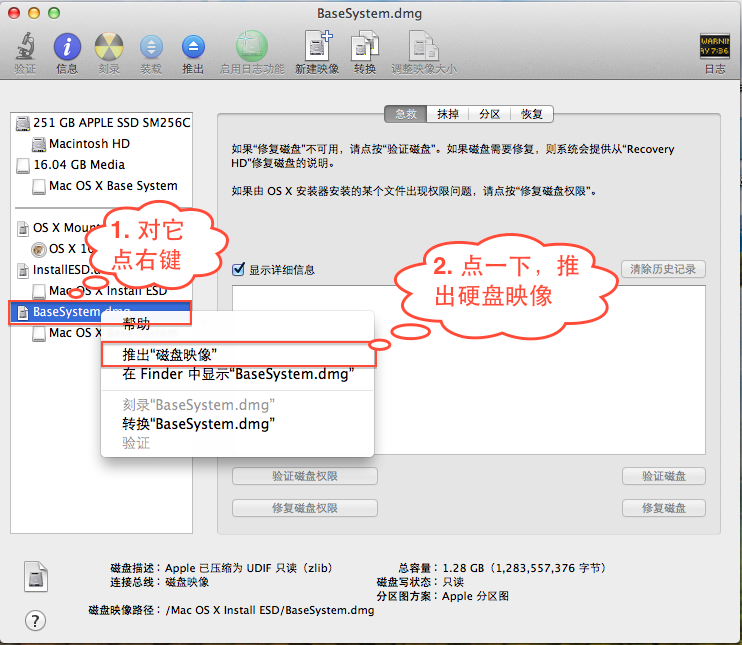 BaseSystem.dmg
验证
信息
刻录
装载
推出
启用日志功能
新建映像
转换
调整映像大小
WARNIN
AY 7:36
日志
251 GB APPLE SSD SM256C
Macintosh HD
16.04 GB Media
Mac OS X Base System
OS X Moun
OS X 10
InstallESD.d
Mac OS X Install ESD
BaseSystem.dmg
Mac OS X
1. 对它
点右键
急救
抹掉
分区
恢复
如果“修复磁盘”不可用，请点按“验证磁盘”。如果磁盘需要修复，则系统会提供从“Recovery
HD”修复磁盘的说明。
如果由 OS X 安装器安装的某个文件出现权限问题，请点按“修复磁盘权限”。
显示详细信息
清除历史记录
2. 点一下，推
出硬盘映像
帮助
推出“磁盘映像”
在 Finder 中显示“BaseSystem.dmg”
刻录“BaseSystem.dmg”
转换“BaseSystem.dmg”
验证
验证磁盘权限
验证磁盘
修复磁盘权限
修复磁盘
磁盘描述：Apple 已压缩为 UDIF 只读（zlib）
连接总线：磁盘映像
磁盘映像路径：/Mac OS X Install ESD/BaseSystem.dmg
总容量：1.28 GB（1,283,557,376 字节）
磁盘写状态：只读
分区图方案：Apple 分区图
?